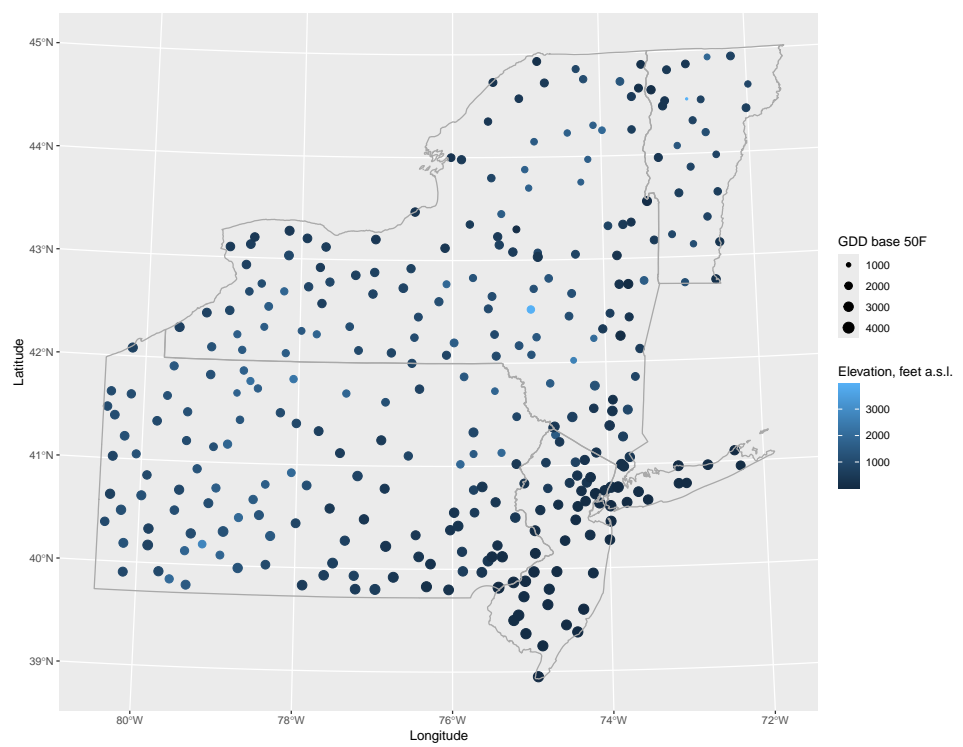 45°N
44°N
43°N
42°N
41°N
40°N
39°N
Latitude
80°W
78°W
76°W
74°W
72°W
Longitude
GDD base 50F
1000
2000
3000
4000
Elevation, feet a.s.l.
3000
2000
1000